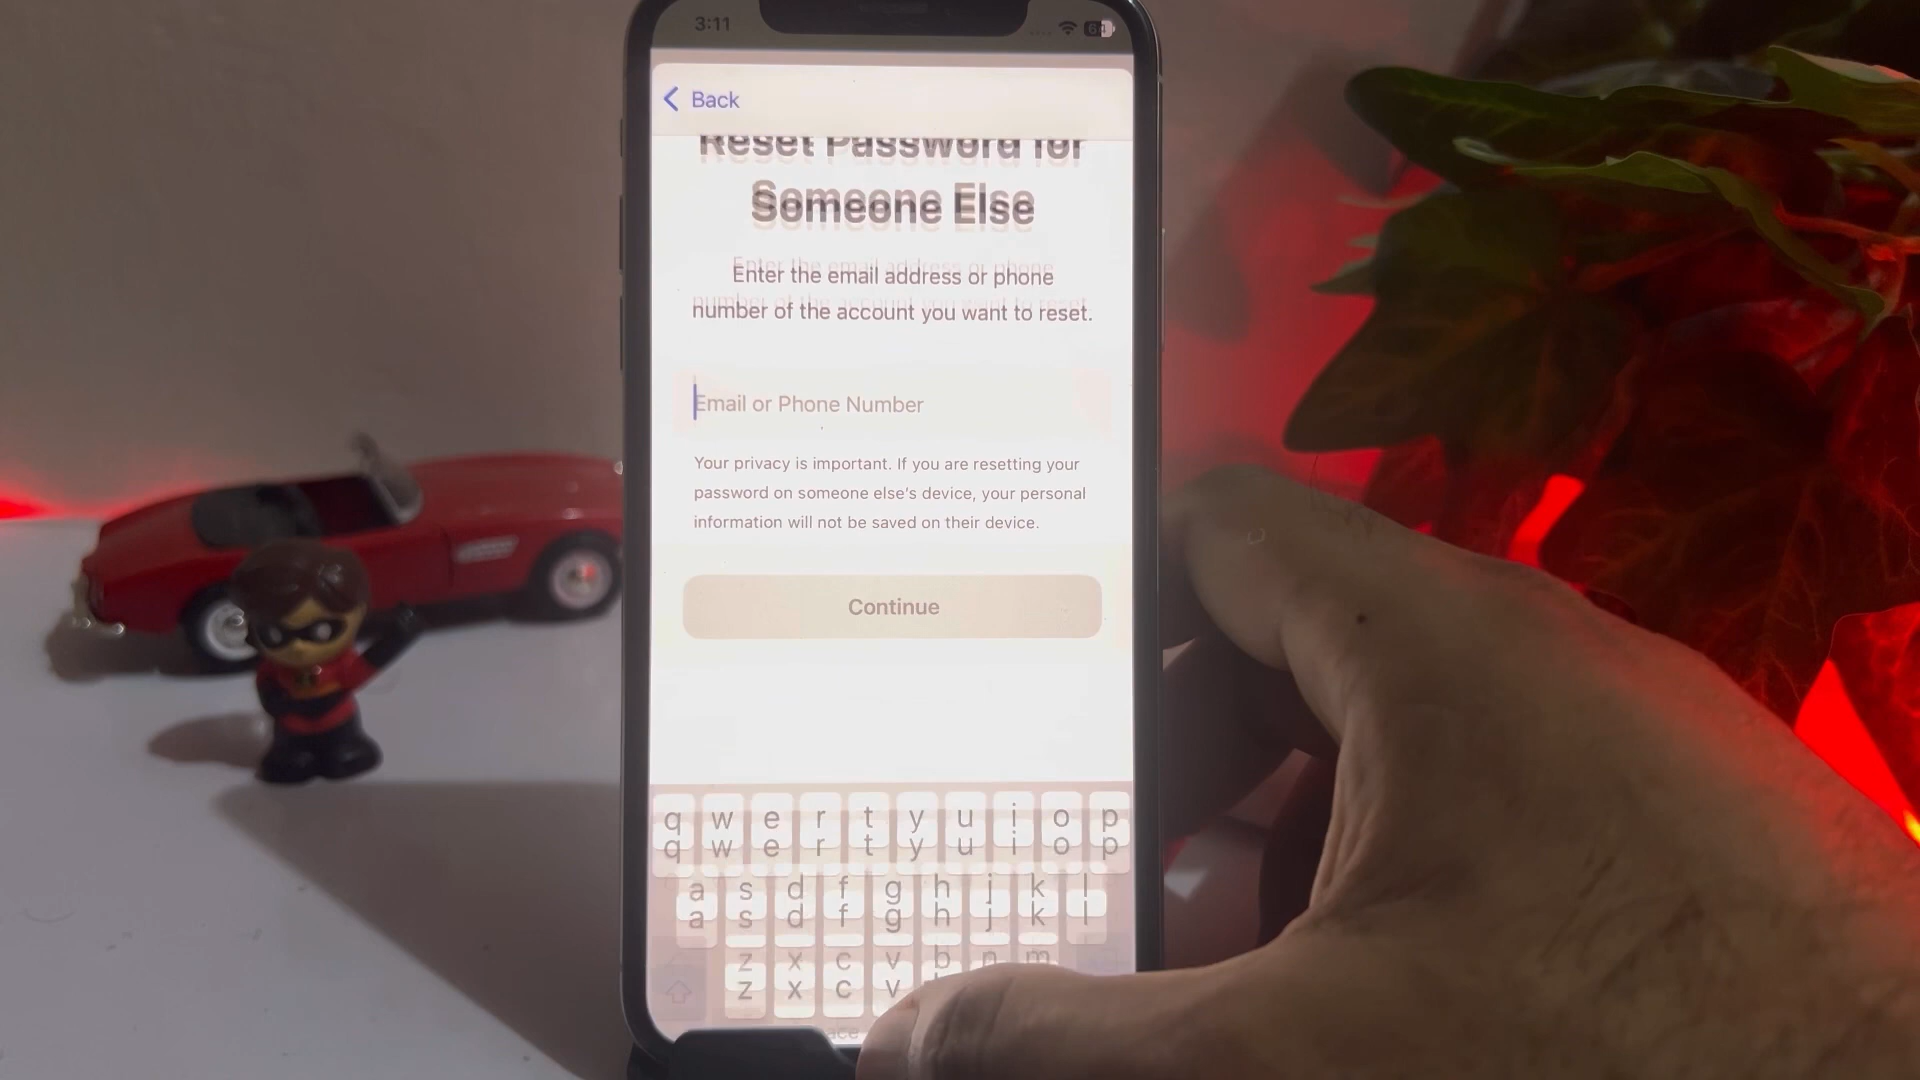 3:11
Back
Reset Password for
Someone Else
Enter the email address or phone
number of the account you want to reset.
Email or Phone Number
Your privacy is important. If you are resetting your
password on someone else's device, your personal
information will not be saved on their device.
Continue
q w e r t y u i o p
a s d f g h j k l
z x c v b n m